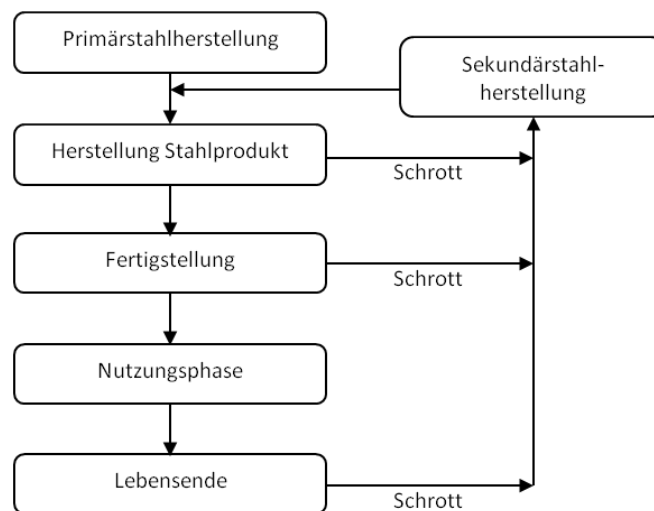 Primärstahlherstellung
Sekundärstahl-
herstellung
Herstellung Stahlprodukt
Schrott
Fertigstellung
Schrott
Nutzungsphase
Lebensende
Schrott